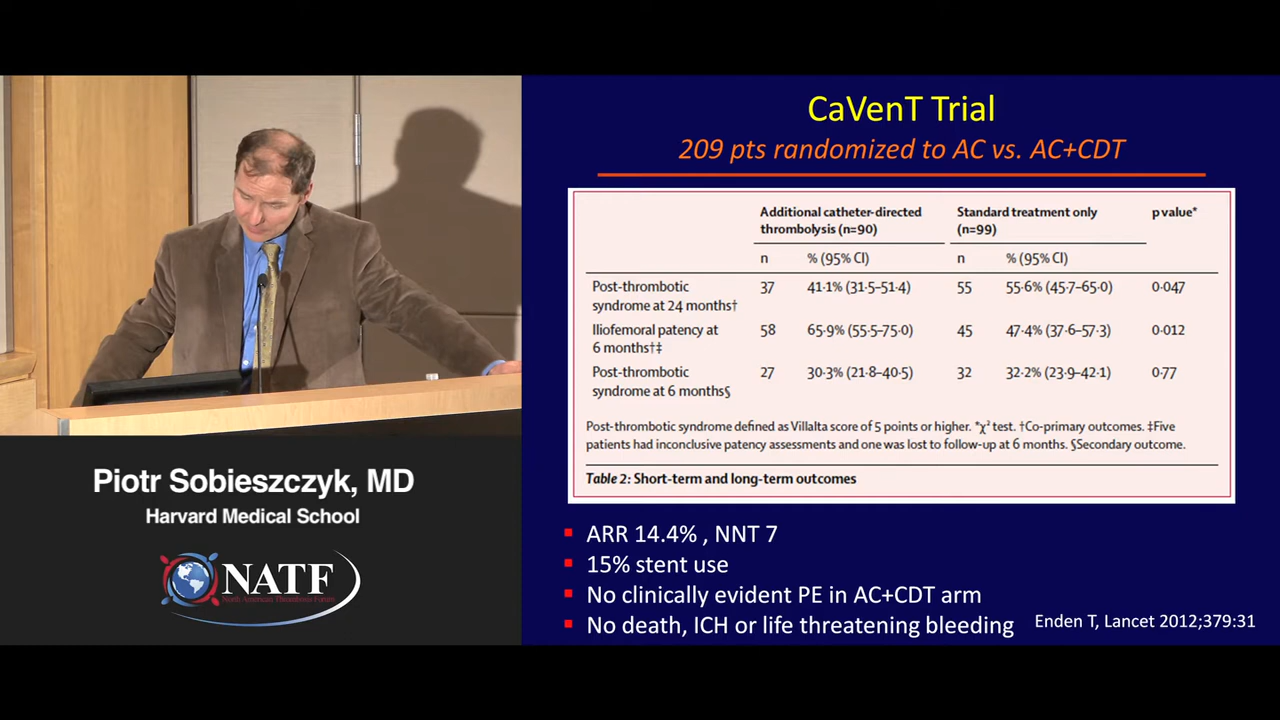 CaVenT Trial
209 pts randomized to AC vs. AC+CDT
Additional catheter-directed thrombolysis (n=90)
Standard treatment only (n=99)
p value*
n % (95% CI) n % (95% CI)
Post-thrombotic syndrome at 24 months† 37 41·1% (31·5–51·4) 55 55·6% (45·7–65·0) 0·047
Iliofemoral patency at 6 months†‡ 58 65·9% (55·5–75·0) 45 47·4% (37·6–57·3) 0·012
Post-thrombotic syndrome at 6 months§ 27 30·3% (21·8–40·5) 32 32·2% (23·9–42·1) 0·77
Post-thrombotic syndrome defined as Villalta score of 5 points or higher. *χ² test. †Co-primary outcomes. ‡Five
patients had inconclusive patency assessments and one was lost to follow-up at 6 months. §Secondary outcome.
Table 2: Short-term and long-term outcomes
ARR 14.4% , NNT 7
15% stent use
No clinically evident PE in AC+CDT arm
No death, ICH or life threatening bleeding
Enden T, Lancet 2012;379:31
Piotr Sobieszczyk, MD
Harvard Medical School
NATF
North American Thrombosis Forum